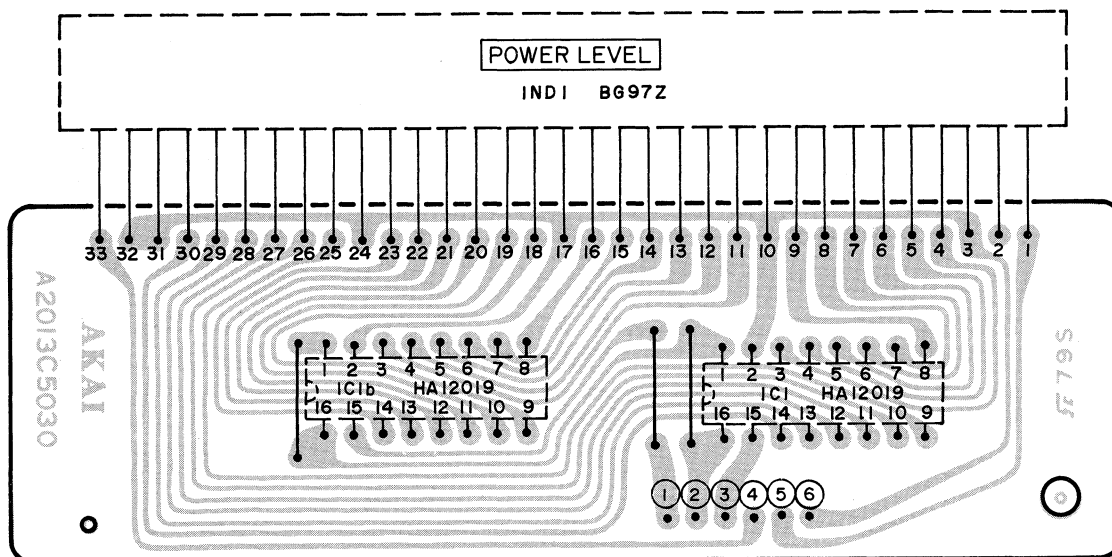 POWER LEVEL
IND1 BG97Z
33 32 31 30 29 28 27 26 25 24 23 22 21 20 19 18 17 16 15 14 13 12 11 10 9 8 7 6 5 4 3 2 1
A2013C5030
AKAI
1 2 3 4 5 6 7 8
IC1b HA12019
16 15 14 13 12 11 10 9
1 2 3 4 5 6 7 8
IC1 HA12019
16 15 14 13 12 11 10 9
1 2 3 4 5 6
79S